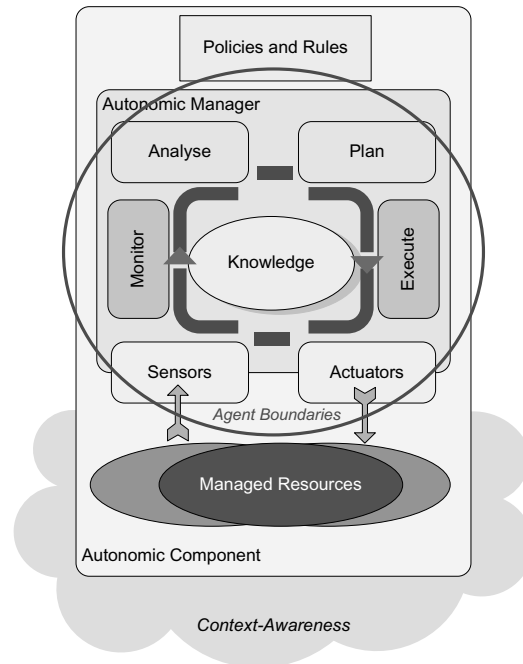 Policies and Rules
Autonomic Manager
Analyse
Plan
Monitor
Knowledge
Execute
Sensors
Actuators
Agent Boundaries
Managed Resources
Autonomic Component
Context-Awareness